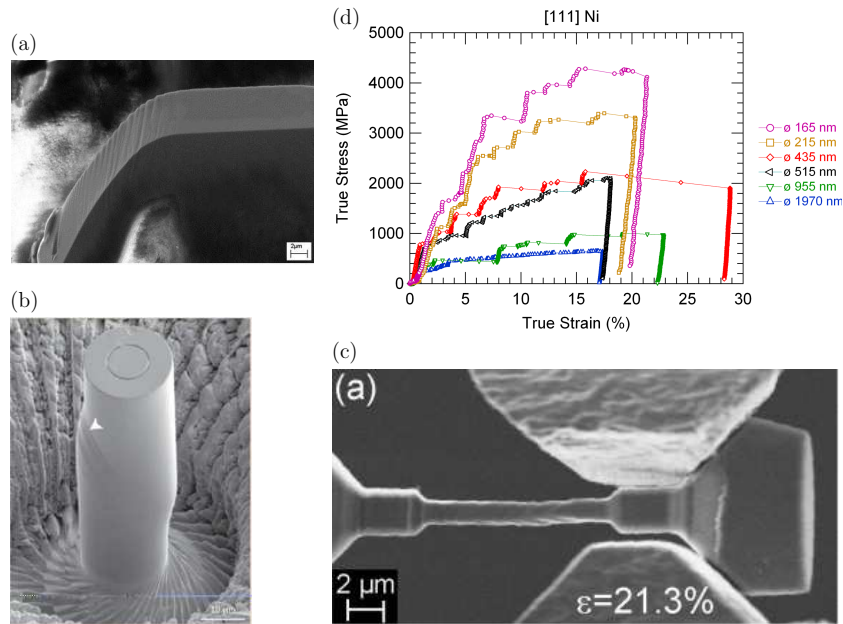 (a)
2µm
(b)
10 µm
(d)
[111] Ni
True Stress (MPa)
5000
4000
3000
2000
1000
0
0 5 10 15 20 25 30
True Strain (%)
ø 165 nm
ø 215 nm
ø 435 nm
ø 515 nm
ø 955 nm
ø 1970 nm
(c)
(a)
2 µm
ε=21.3%